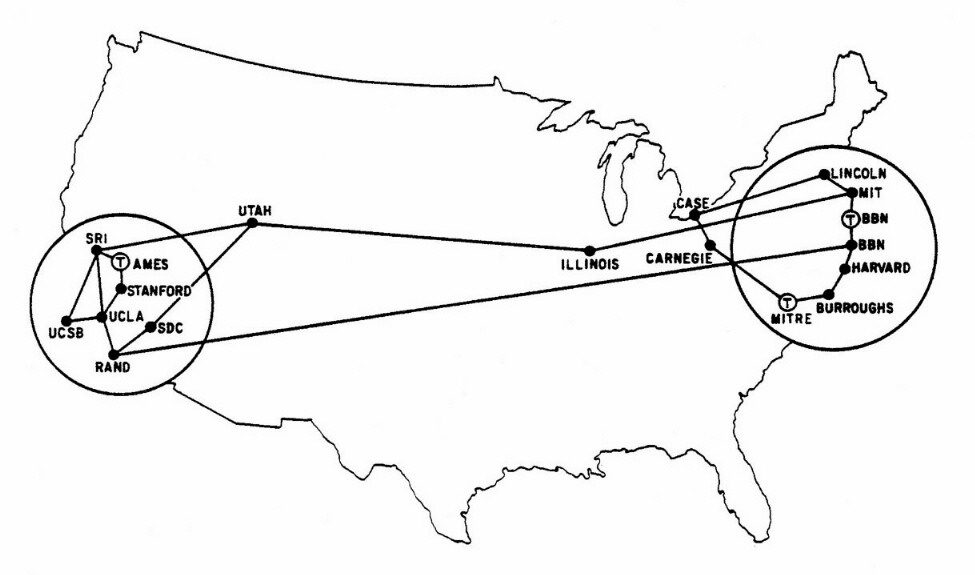 LINCOLN
MIT
CASE
UTAH
T BBN
SRI
BBN
CARNEGIE
T AMES
ILLINOIS
HARVARD
STANFORD
T
BURROUGHS
MITRE
UCLA
SDC
UCSB
RAND